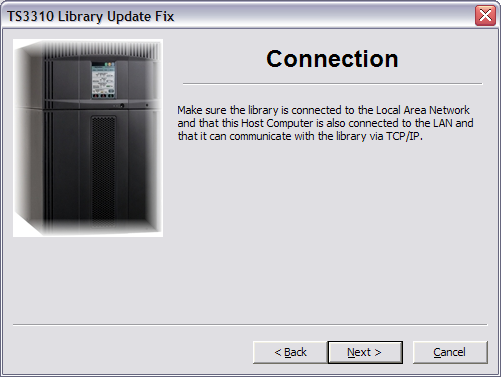 TS3310 Library Update Fix
Connection
Make sure the library is connected to the Local Area Network
and that this Host Computer is also connected to the LAN and
that it can communicate with the library via TCP/IP.
< Back
Next >
Cancel